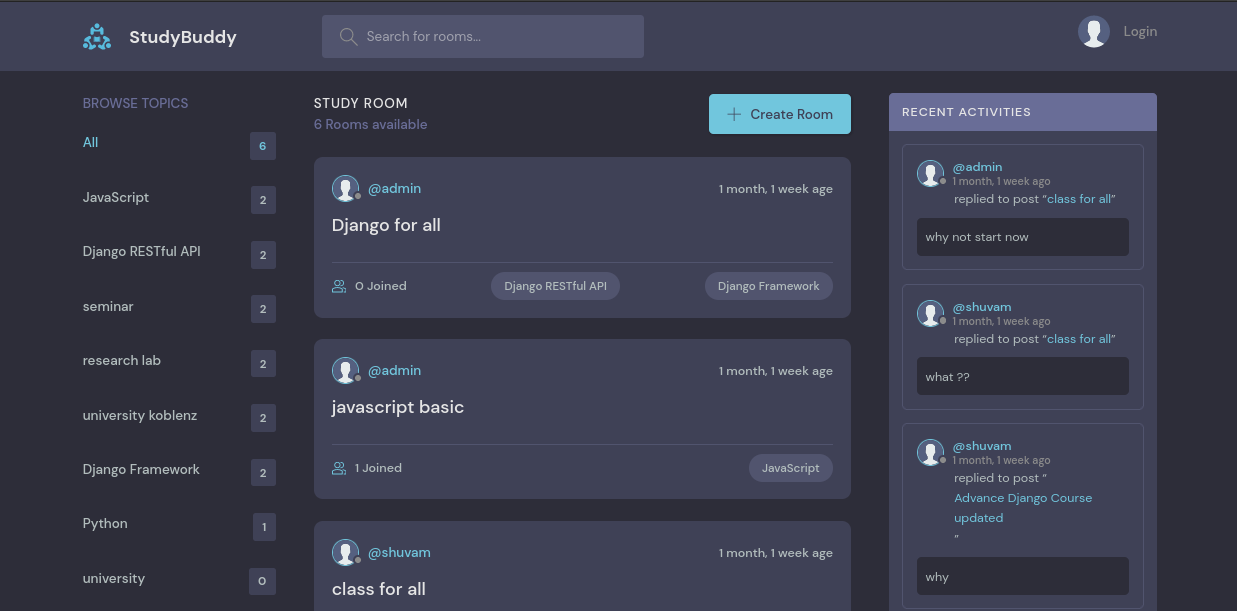 StudyBuddy
Search for rooms...
Login
BROWSE TOPICS
All
6
JavaScript
2
Django RESTful API
2
seminar
2
research lab
2
university koblenz
2
Django Framework
2
Python
1
university
0
STUDY ROOM
6 Rooms available
Create Room
@admin
1 month, 1 week age
Django for all
0 Joined
Django RESTful API
Django Framework
@admin
1 month, 1 week age
javascript basic
1 Joined
JavaScript
@shuvam
1 month, 1 week age
class for all
RECENT ACTIVITIES
@admin
1 month, 1 week ago
replied to post “class for all”
why not start now
@shuvam
1 month, 1 week ago
replied to post “class for all”
what ??
@shuvam
1 month, 1 week ago
replied to post “
Advance Django Course
updated
”
why